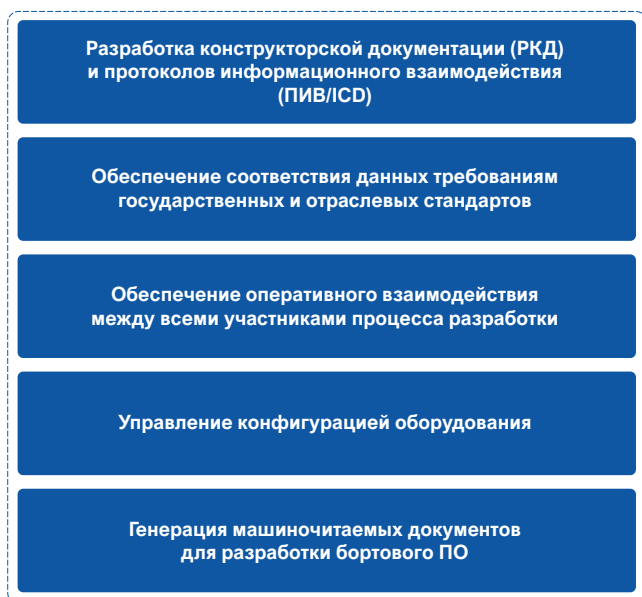 Разработка конструкторской документации (РКД)
и протоколов информационного взаимодействия
(ПИВ/ICD)
Обеспечение соответствия данных требованиям
государственных и отраслевых стандартов
Обеспечение оперативного взаимодействия
между всеми участниками процесса разработки
Управление конфигурацией оборудования
Генерация машиночитаемых документов
для разработки бортового ПО